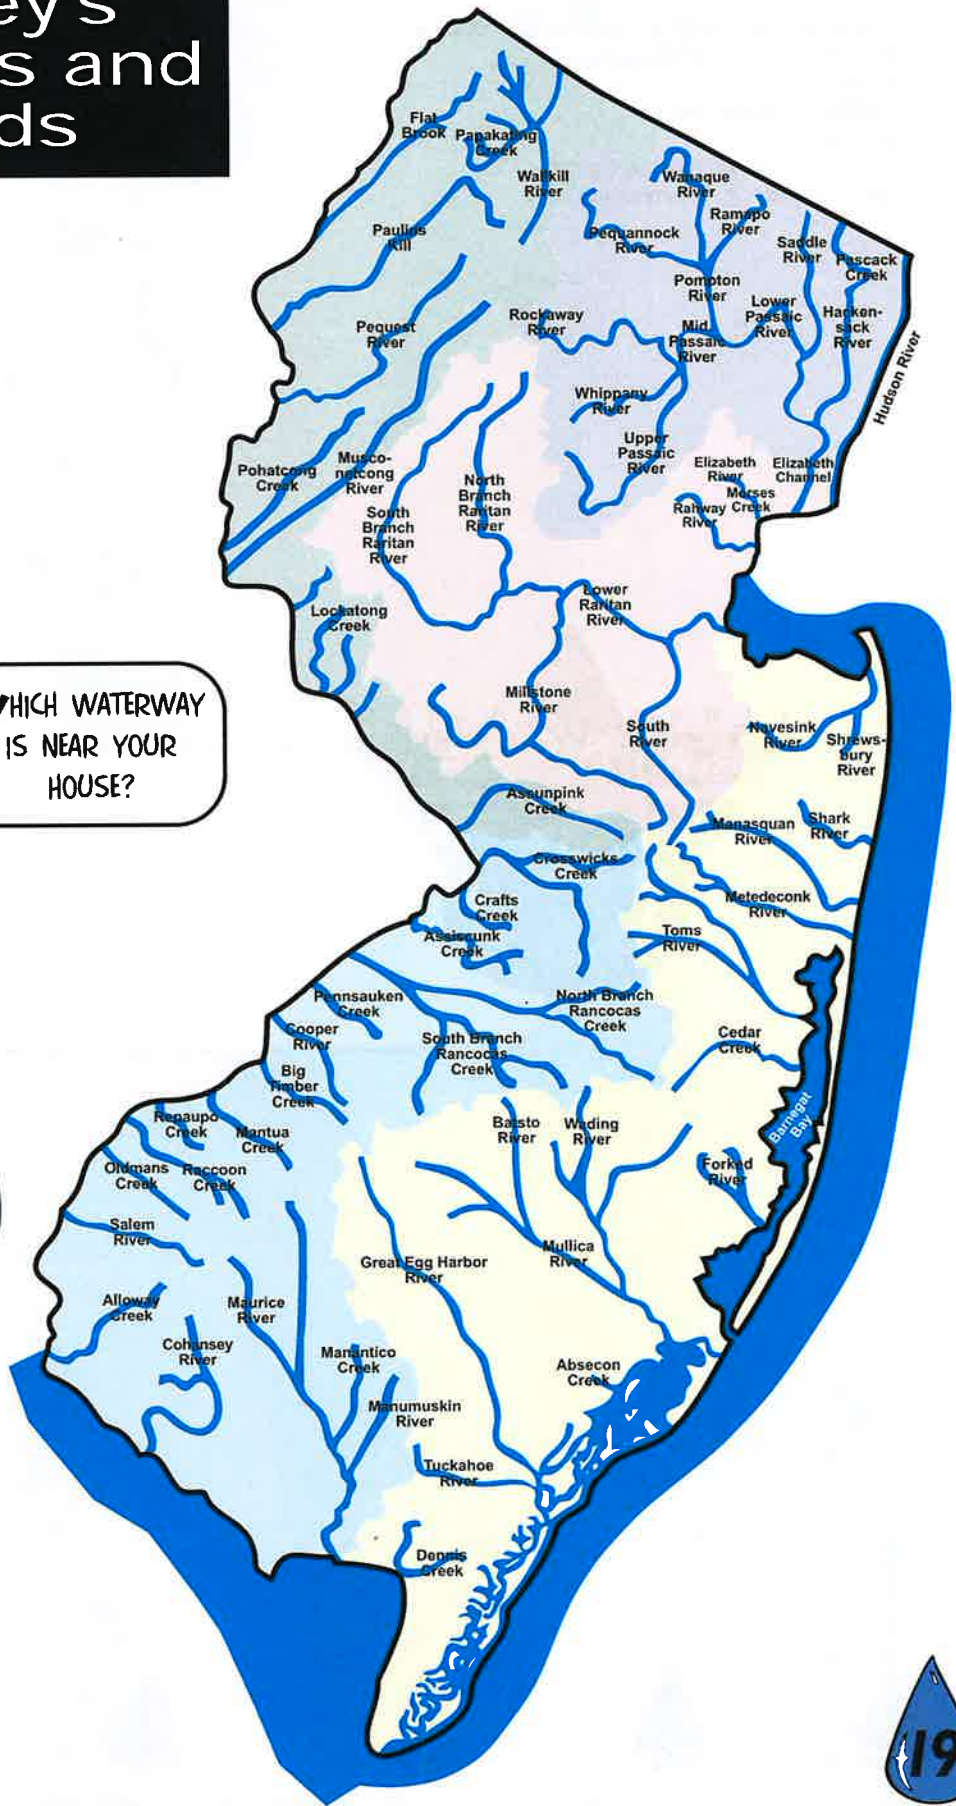 ey's
s and
ds
Flat
Brook
Papakating
Creek
Wallkill
River
Wanaque
River
Ramapo
River
Paulins
Kill
Pequannock
River
Saddle
River
Pascack
Creek
Pompton
River
Lower
Passaic
River
Hacken-
sack
River
Pequest
River
Rockaway
River
Mid
Passaic
River
Hudson River
Whippany
River
Upper
Passaic
River
Pohatcong
Creek
Musco-
netcong
River
North
Branch
Raritan
River
Elizabeth
River
Elizabeth
Channel
Morses
Creek
Rahway
River
South
Branch
Raritan
River
Lockatong
Creek
Lower
Raritan
River
HICH WATERWAY
IS NEAR YOUR
HOUSE?
Millstone
River
South
River
Navesink
River
Shrews-
bury
River
Assunpink
Creek
Manasquan
River
Shark
River
Crosswicks
Creek
Crafts
Creek
Metedeconk
River
Assiscunk
Creek
Toms
River
Pennsauken
Creek
North Branch
Rancocas
Creek
Cooper
River
South Branch
Rancocas
Creek
Cedar
Creek
Big
Timber
Creek
Barnegat
Bay
Repaupo
Creek
Mantua
Creek
Batsto
River
Wading
River
Oldmans
Creek
Raccoon
Creek
Forked
River
Salem
River
Great Egg Harbor
River
Mullica
River
Alloway
Creek
Maurice
River
Cohansey
River
Manantico
Creek
Absecon
Creek
Manumuskin
River
Tuckahoe
River
Dennis
Creek
19